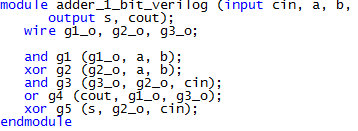 module adder_1_bit_verilog (input cin, a, b,
output s, cout);
wire g1_o, g2_o, g3_o;
and g1 (g1_o, a, b);
xor g2 (g2_o, a, b);
and g3 (g3_o, g2_o, cin);
or g4 (cout, g1_o, g3_o);
xor g5 (s, g2_o, cin);
endmodule